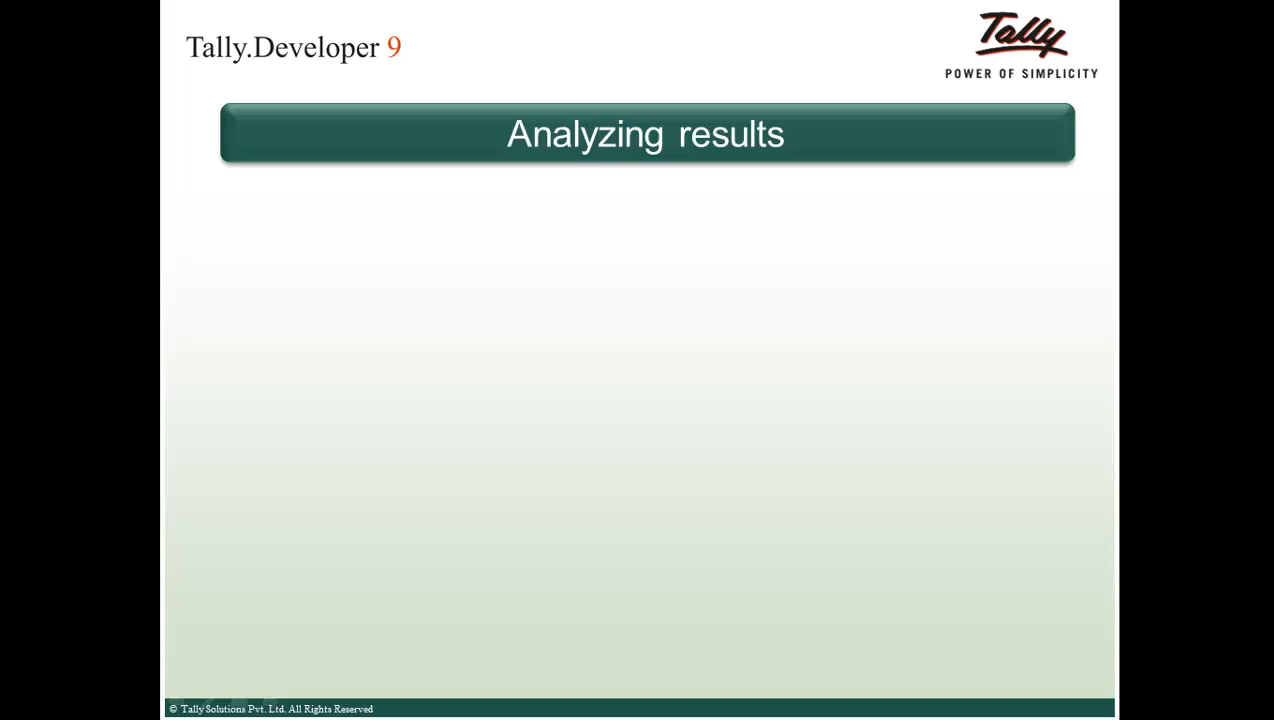 Tally.Developer 9
Tally
POWER OF SIMPLICITY
Analyzing results
© Tally Solutions Pvt. Ltd. All Rights Reserved